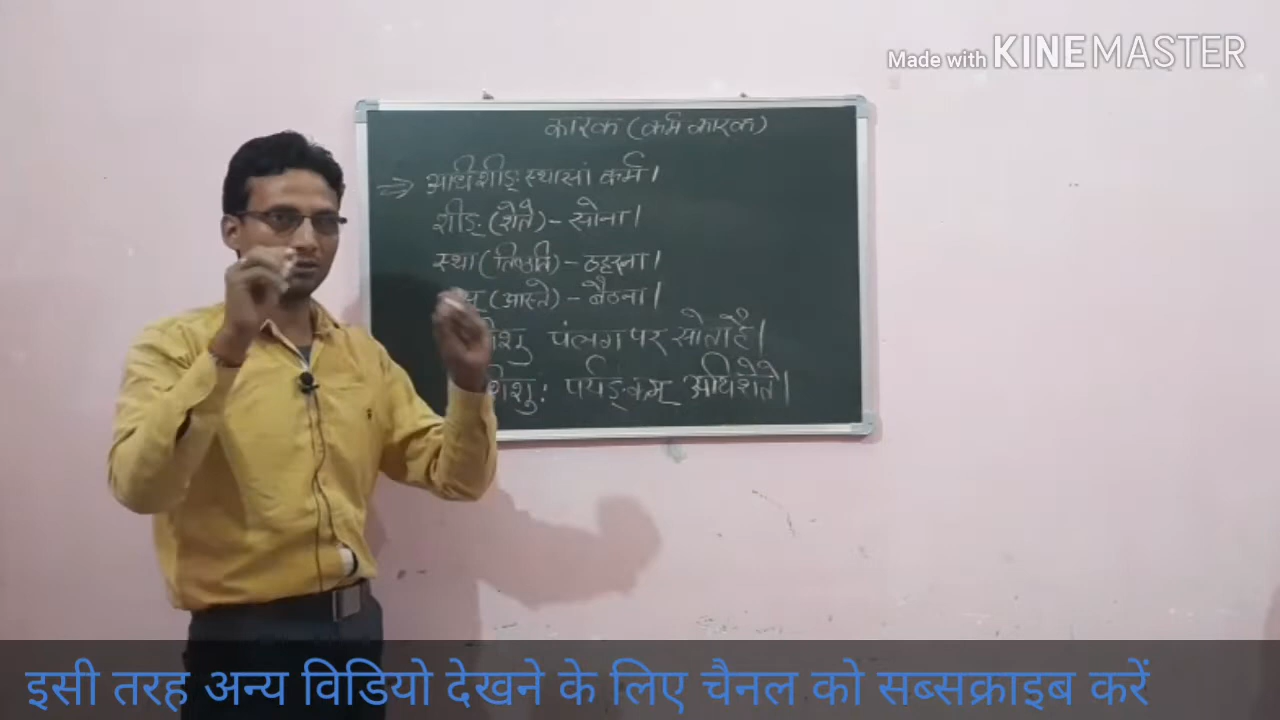 Made with KINEMASTER
कारक (कर्म कारक)
⇒ अधिशीङ् स्थासां कर्म।
शीङ् (शेते) - सोना।
स्था (तिष्ठति) - ठहरना।
(आस्ते) - बैठना।
पंलग पर सोता है।
पर्यङ्कम् अधिशेते।
इसी तरह अन्य विडियो देखने के लिए चैनल को सब्सक्राइब करें